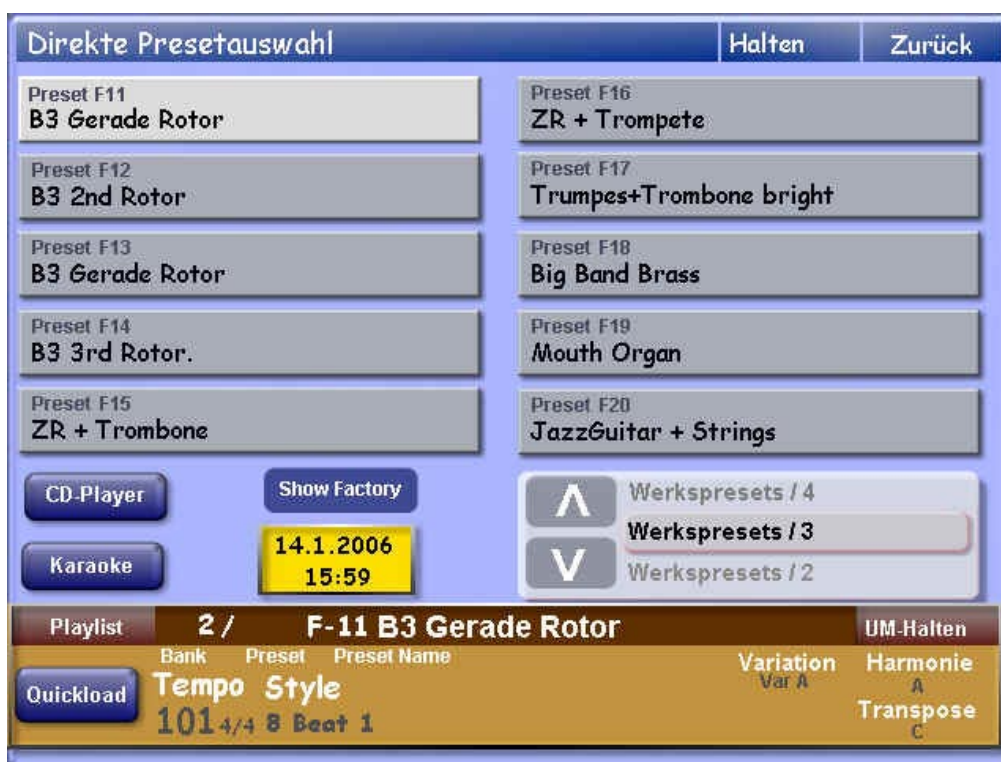 Direkte Presetauswahl Halten Zurück
Preset F11
B3 Gerade Rotor
Preset F12
B3 2nd Rotor
Preset F13
B3 Gerade Rotor
Preset F14
B3 3rd Rotor.
Preset F15
ZR + Trombone
Preset F16
ZR + Trompete
Preset F17
Trumpes+Trombone bright
Preset F18
Big Band Brass
Preset F19
Mouth Organ
Preset F20
JazzGuitar + Strings
CD-Player
Show Factory
Karaoke
14.1.2006
15:59
Λ
V
Werkspresets / 4
Werkspresets / 3
Werkspresets / 2
Playlist 2 / F-11 B3 Gerade Rotor UM-Halten
Bank Preset Preset Name
Quickload
Tempo Style
101 4/4 8 Beat 1
Variation
Var A
Harmonie
A
Transpose
C